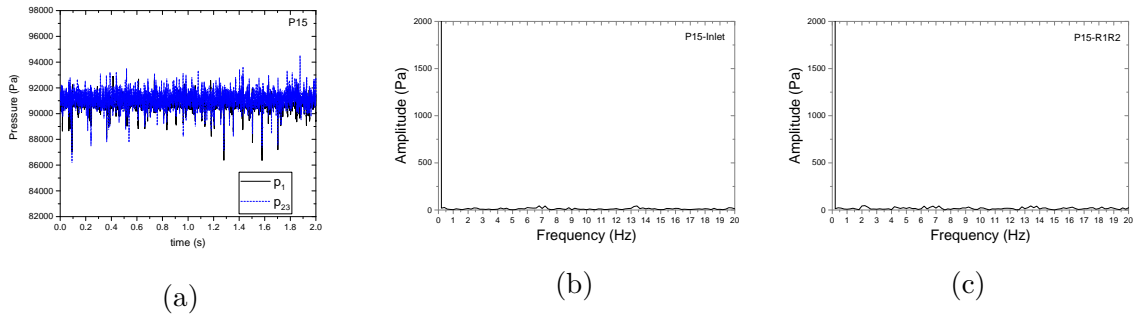 P15
98000
96000
94000
92000
90000
88000
86000
84000
82000
Pressure (Pa)
0.0 0.2 0.4 0.6 0.8 1.0 1.2 1.4 1.6 1.8 2.0
time (s)
p1
p23
(a)
P15-Inlet
2000
1500
1000
500
0
Amplitude (Pa)
0 1 2 3 4 5 6 7 8 9 10 11 12 13 14 15 16 17 18 19 20
Frequency (Hz)
(b)
P15-R1R2
2000
1500
1000
500
0
Amplitude (Pa)
0 1 2 3 4 5 6 7 8 9 10 11 12 13 14 15 16 17 18 19 20
Frequency (Hz)
(c)